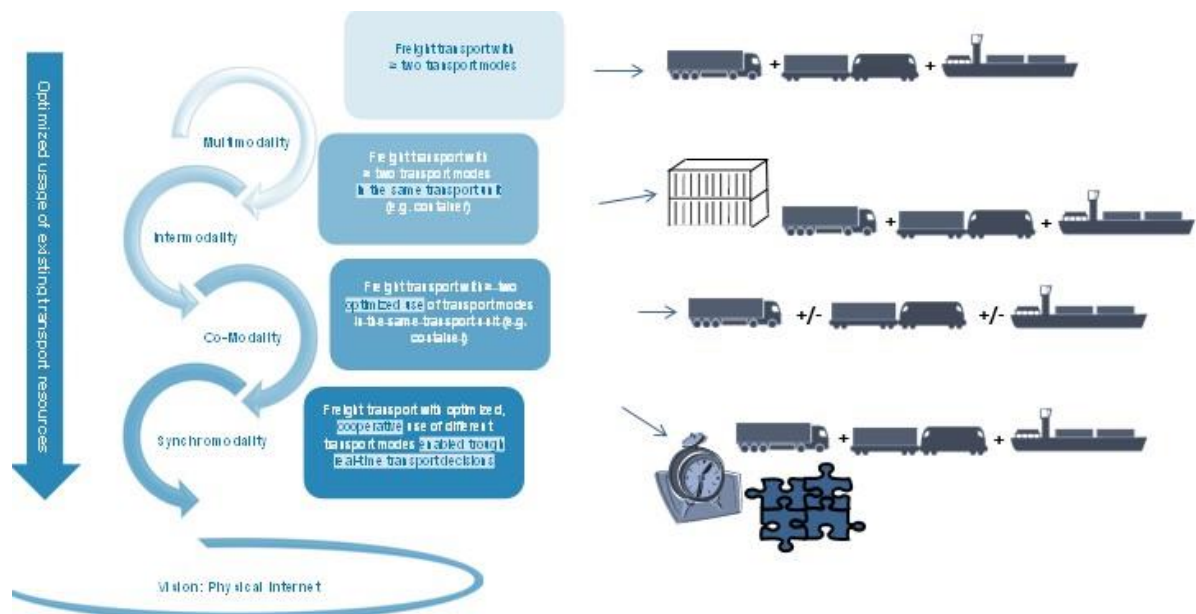 Optimized usage of existing transport resources
Freight transport with
≥ two transport modes
+
+
Multimodality
Freight transport with
≥ two transport modes
in the same transport unit
(e.g. container)
+
+
Intermodality
Freight transport with ≥ two
optimized use of transport modes
in the same transport unit (e.g.
container)
+/-
+/-
Co-Modality
Freight transport with optimized,
cooperative use of different
transport modes enabled trough
real-time transport decisions
+
+
Synchromodality
Vision: Physical Internet